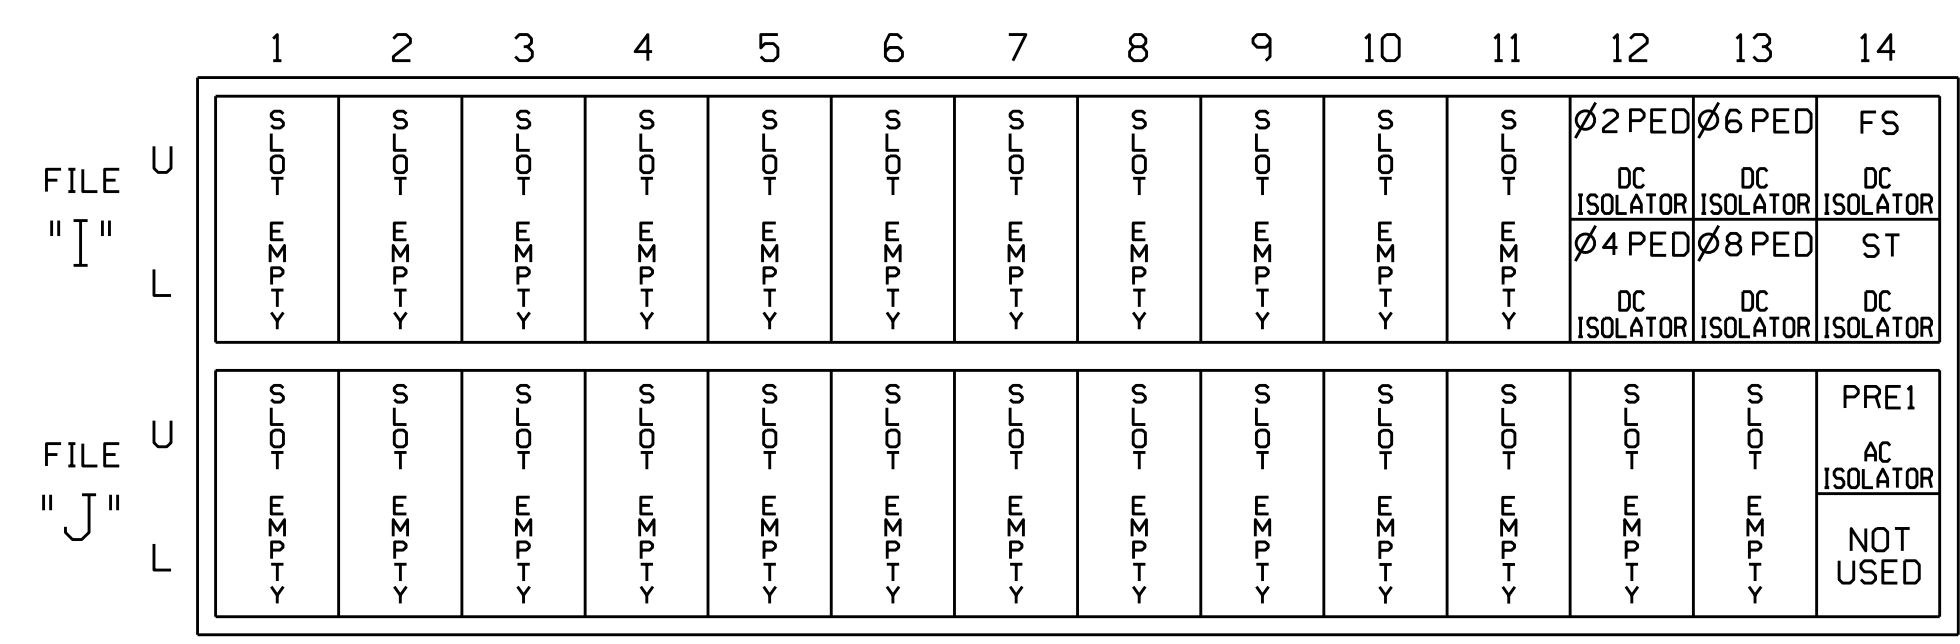 1 2 3 4 5 6 7 8 9 10 11 12 13 14
FILE "I"
U
L
SLOT EMPTY
SLOT EMPTY
SLOT EMPTY
SLOT EMPTY
SLOT EMPTY
SLOT EMPTY
SLOT EMPTY
SLOT EMPTY
SLOT EMPTY
SLOT EMPTY
SLOT EMPTY
Ø2 PED
DC
ISOLATOR
Ø4 PED
DC
ISOLATOR
Ø6 PED
DC
ISOLATOR
Ø8 PED
DC
ISOLATOR
FS
DC
ISOLATOR
ST
DC
ISOLATOR
FILE "J"
U
L
SLOT EMPTY
SLOT EMPTY
SLOT EMPTY
SLOT EMPTY
SLOT EMPTY
SLOT EMPTY
SLOT EMPTY
SLOT EMPTY
SLOT EMPTY
SLOT EMPTY
SLOT EMPTY
SLOT EMPTY
SLOT EMPTY
PRE1
AC
ISOLATOR
NOT
USED